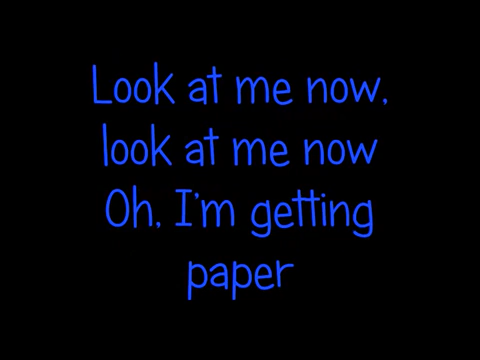 Look at me now,
look at me now
Oh, I'm getting
paper